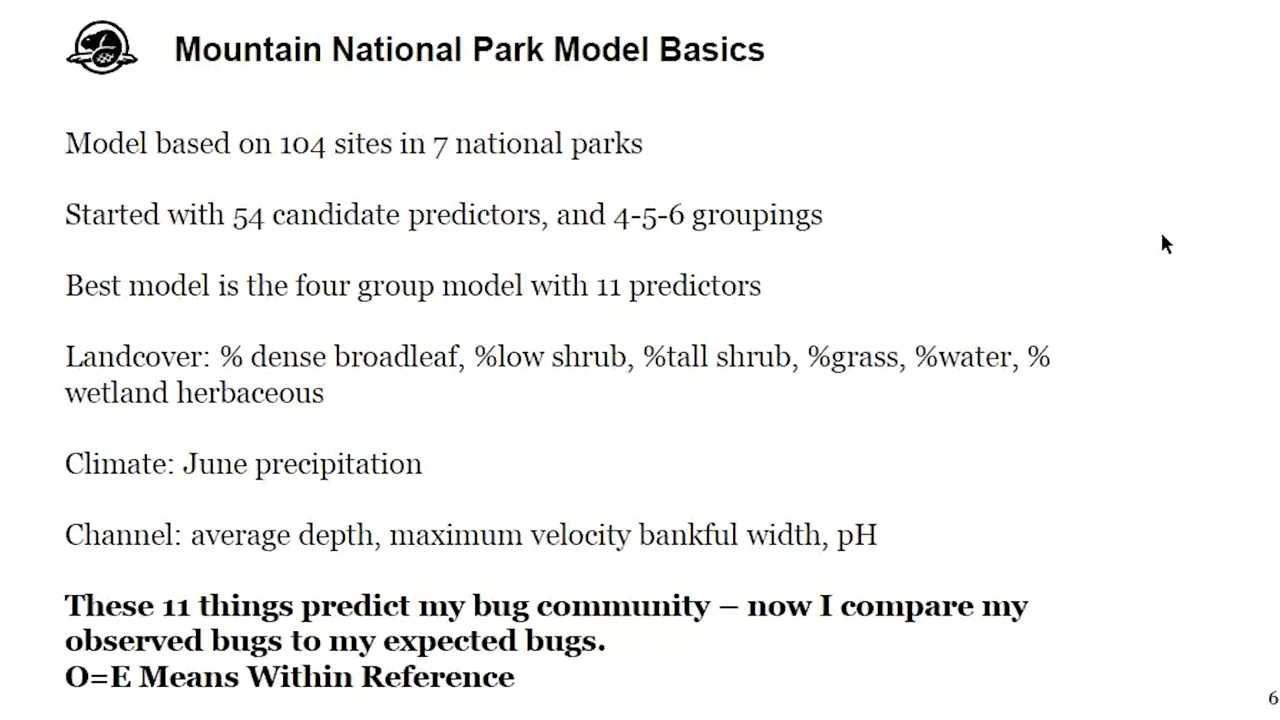 Mountain National Park Model Basics
Model based on 104 sites in 7 national parks
Started with 54 candidate predictors, and 4-5-6 groupings
Best model is the four group model with 11 predictors
Landcover: % dense broadleaf, %low shrub, %tall shrub, %grass, %water, %
wetland herbaceous
Climate: June precipitation
Channel: average depth, maximum velocity bankful width, pH
These 11 things predict my bug community – now I compare my
observed bugs to my expected bugs.
O=E Means Within Reference
6